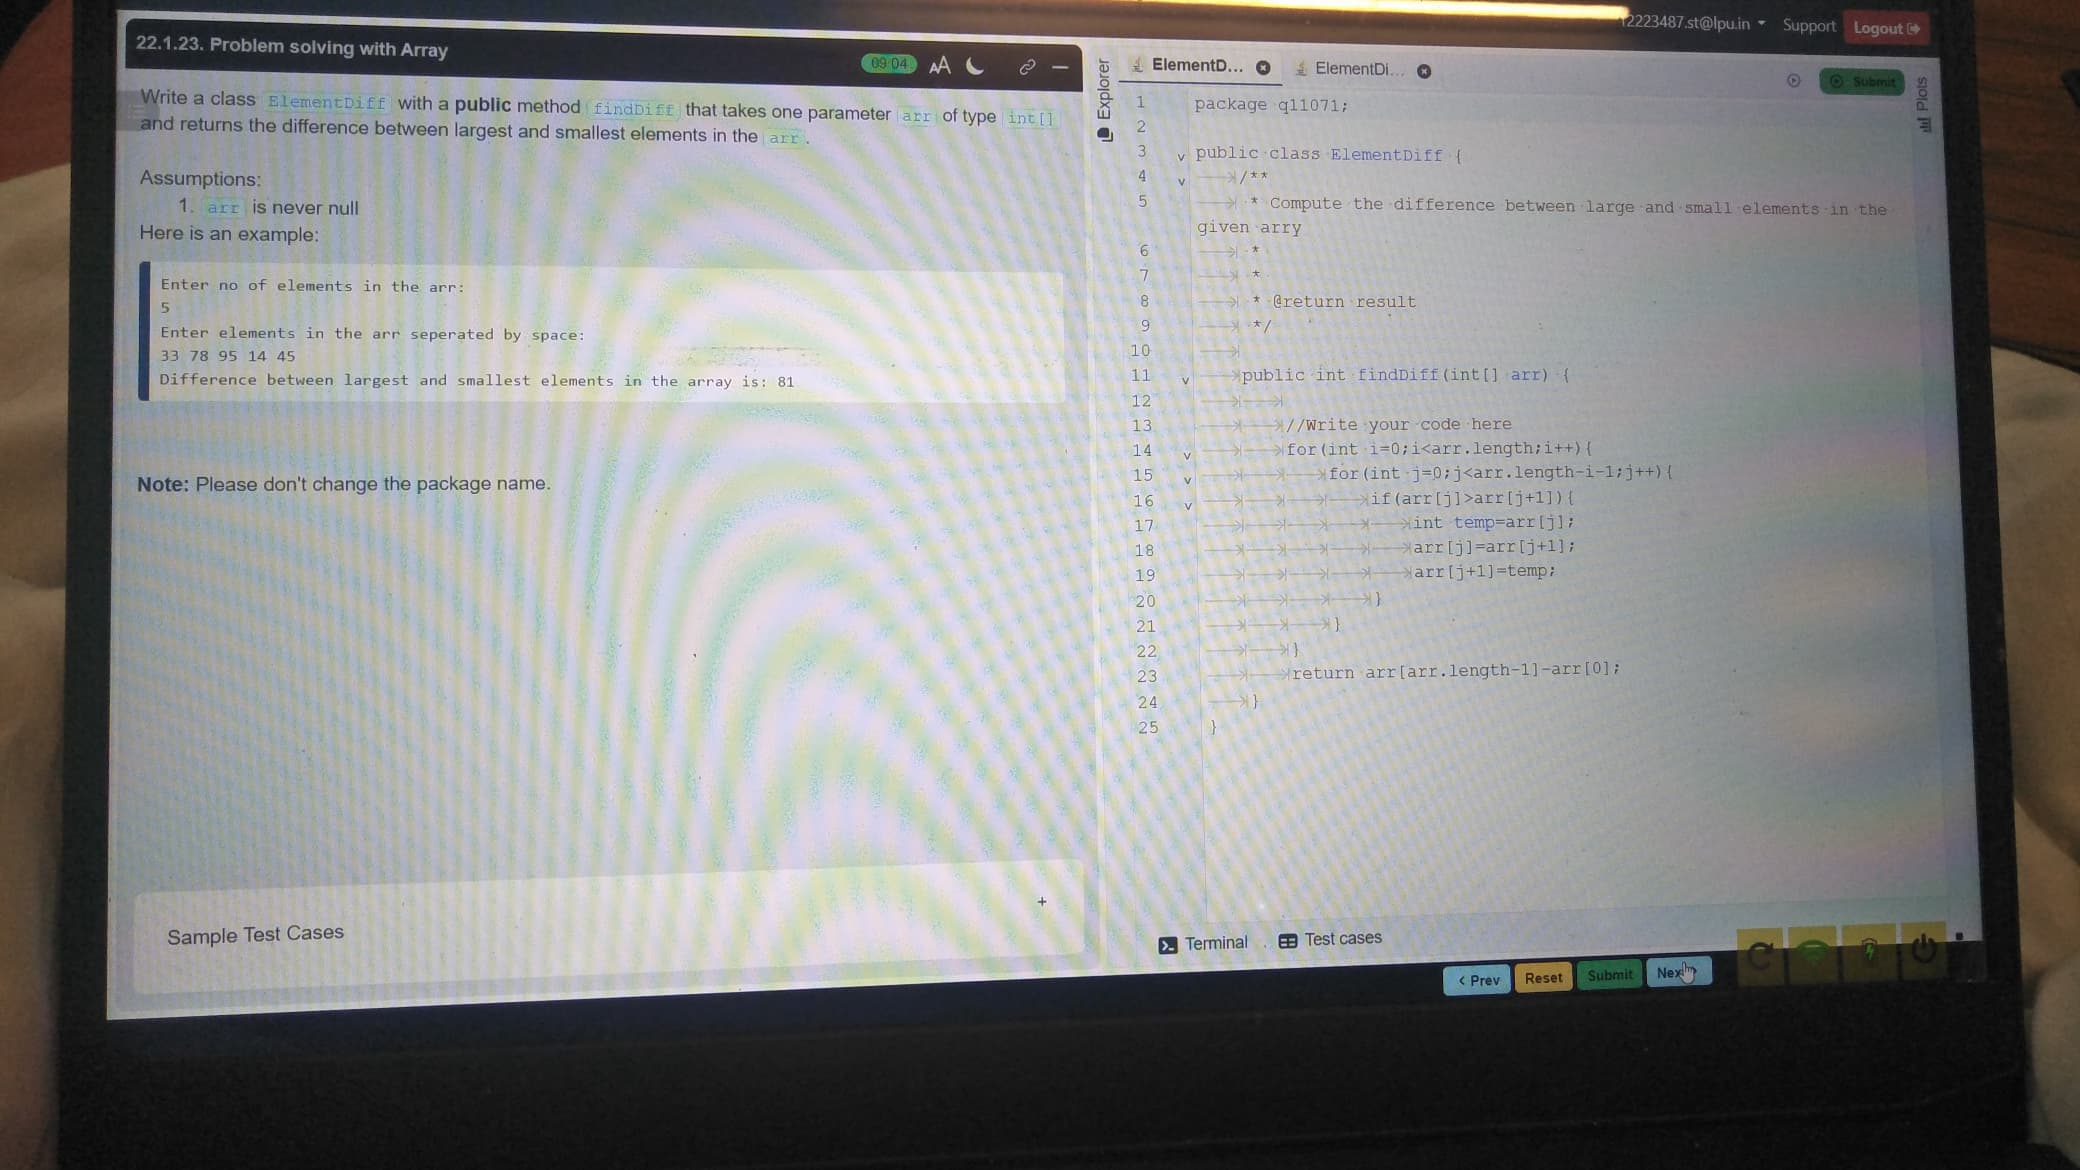 2223487.st@lpu.in Support Logout
22.1.23. Problem solving with Array
09:04 AA
Write a class ElementDiff with a public method findDiff that takes one parameter arr of type int[]
and returns the difference between largest and smallest elements in the arr.
Assumptions:
1. arr is never null
Here is an example:
Enter no of elements in the arr:
5
Enter elements in the arr seperated by space:
33 78 95 14 45
Difference between largest and smallest elements in the array is: 81
Note: Please don't change the package name.
Sample Test Cases
+
Explorer
ElementD... ElementDi...
Submit
Plots
1 package q11071;
2
3 public class ElementDiff {
4 /**
5 * Compute the difference between large and small elements in the
given arry
6 *
7 *
8 * @return result
9 */
10
11 public int findDiff(int[] arr) {
12
13 //Write your code here
14 for(int i=0;i<arr.length;i++){
15 for(int j=0;j<arr.length-i-1;j++){
16 if(arr[j]>arr[j+1]){
17 int temp=arr[j];
18 arr[j]=arr[j+1];
19 arr[j+1]=temp;
20 }
21 }
22 }
23 return arr[arr.length-1]-arr[0];
24 }
25 }
Terminal Test cases
< Prev Reset Submit